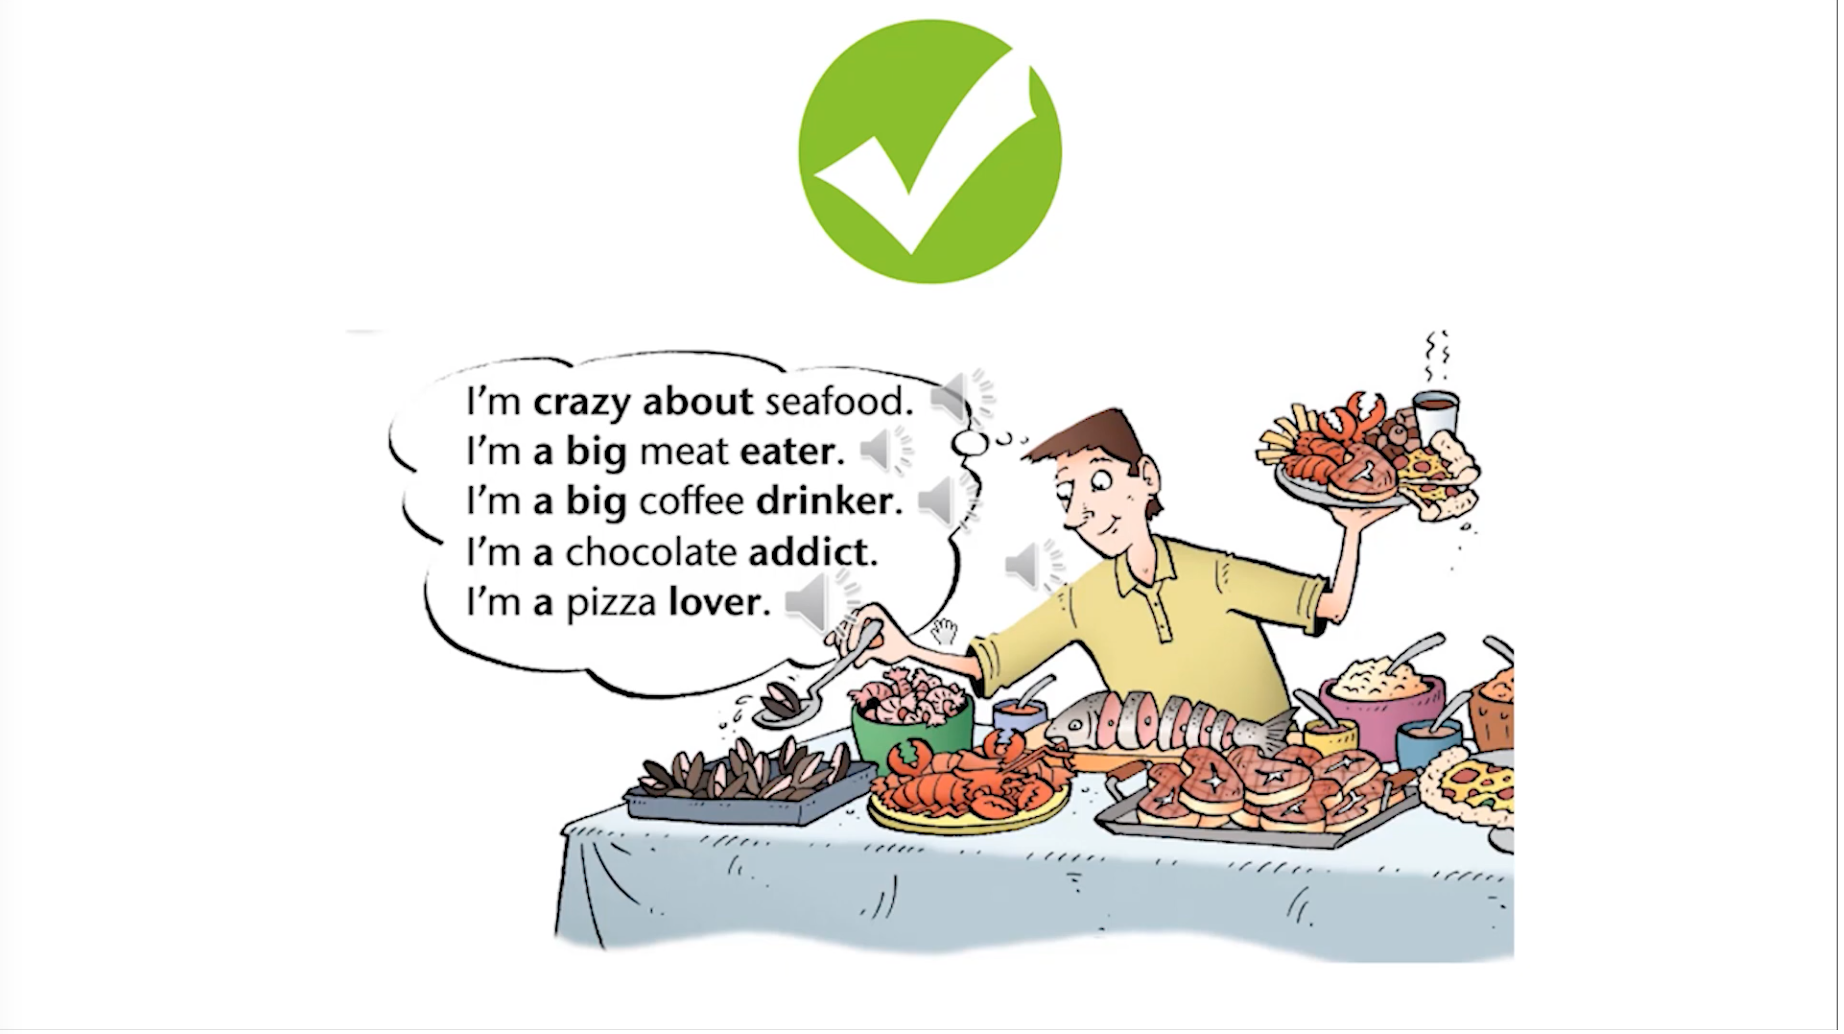 I'm crazy about seafood.
I'm a big meat eater.
I'm a big coffee drinker.
I'm a chocolate addict.
I'm a pizza lover.